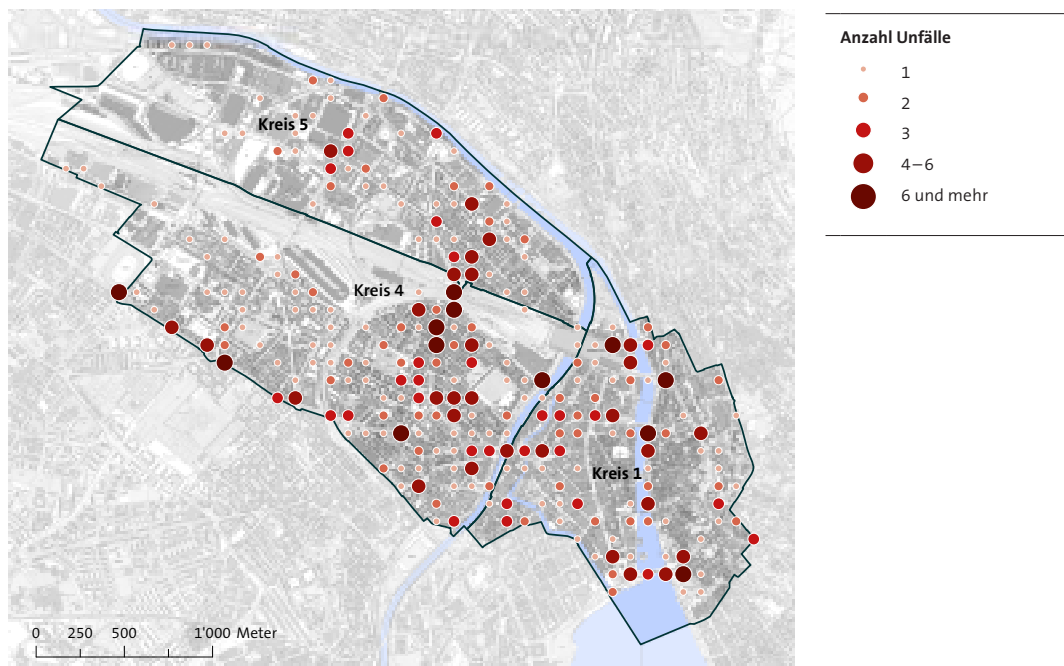 Anzahl Unfälle
1
2
3
4–6
6 und mehr
Kreis 5
Kreis 4
Kreis 1
0 250 500 1'000 Meter